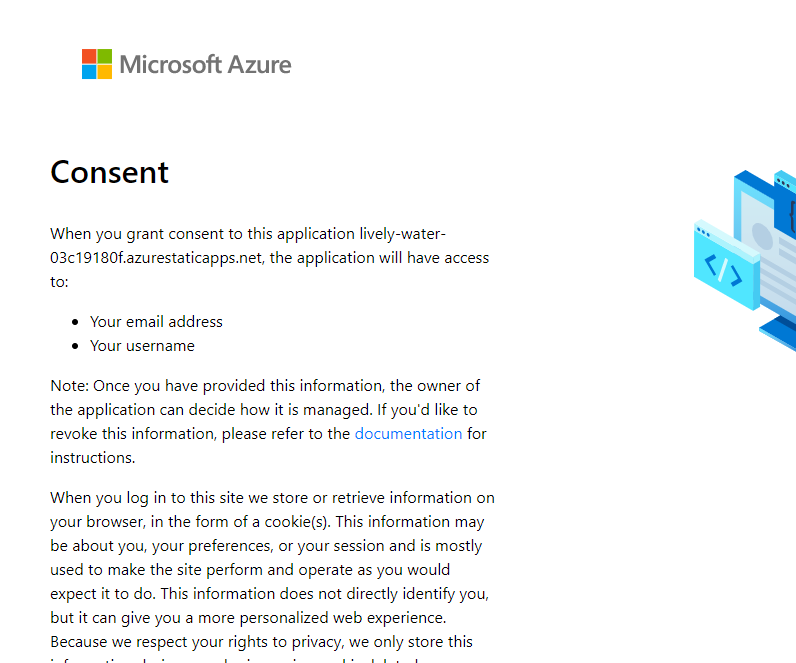 Microsoft Azure
Consent
When you grant consent to this application lively-water-
03c19180f.azurestaticapps.net, the application will have access
to:
• Your email address
• Your username
Note: Once you have provided this information, the owner of
the application can decide how it is managed. If you'd like to
revoke this information, please refer to the documentation for
instructions.
When you log in to this site we store or retrieve information on
your browser, in the form of a cookie(s). This information may
be about you, your preferences, or your session and is mostly
used to make the site perform and operate as you would
expect it to do. This information does not directly identify you,
but it can give you a more personalized web experience.
Because we respect your rights to privacy, we only store this